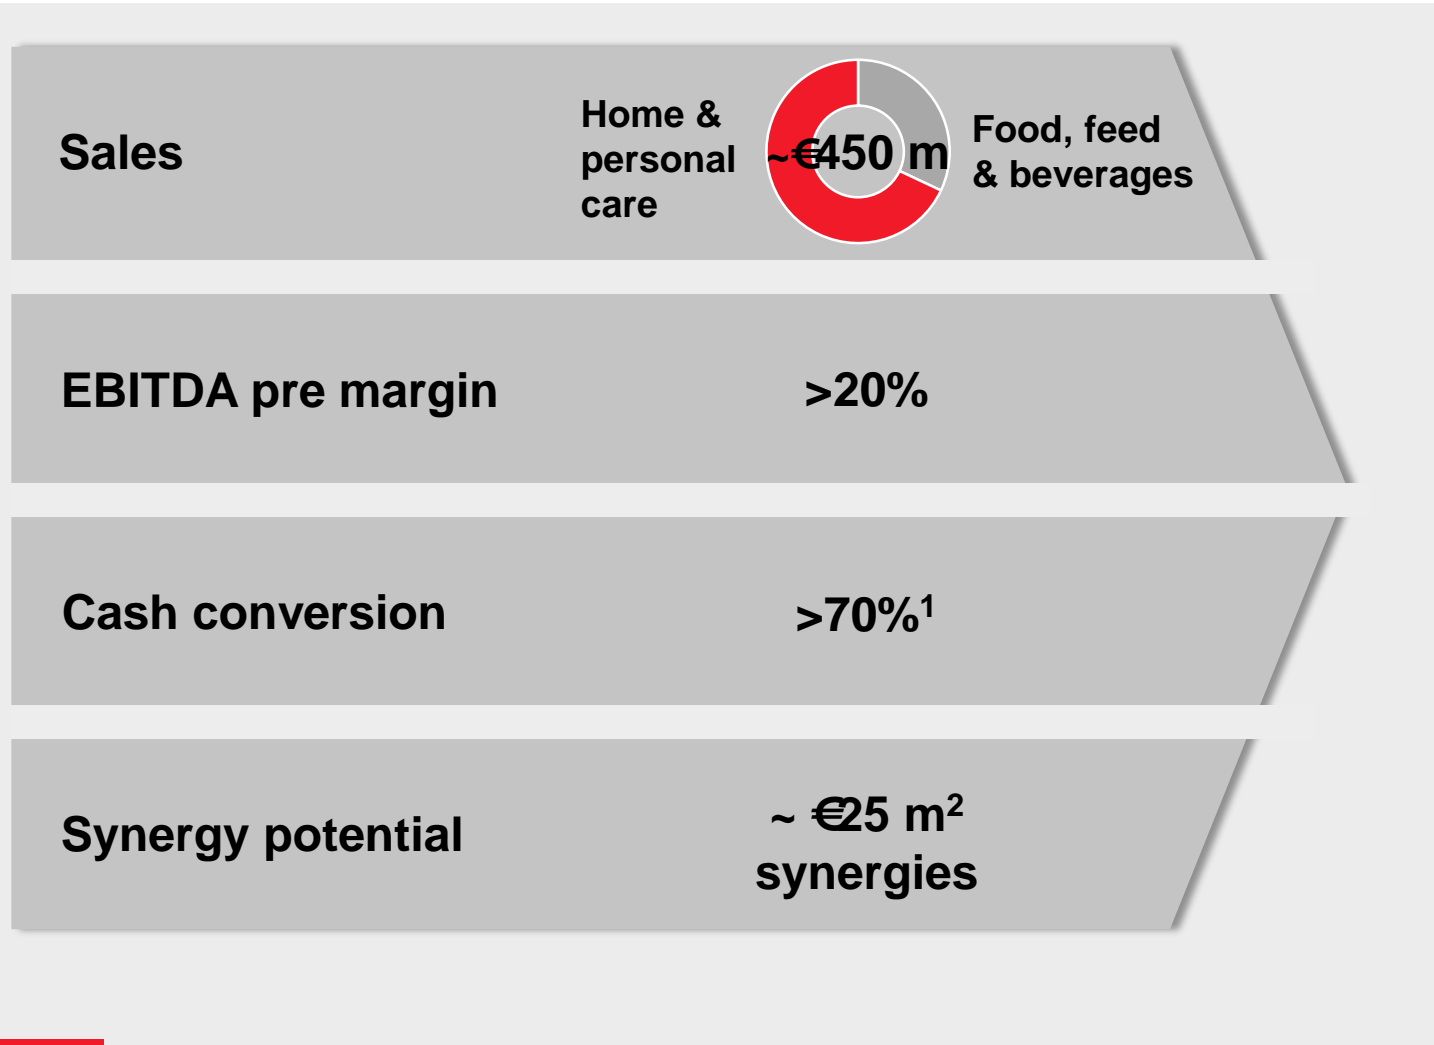 Sales
Home &
personal
care
~€450 m
Food, feed
& beverages
EBITDA pre margin
>20%
Cash conversion
>70%¹
Synergy potential
~ €25 m²
synergies